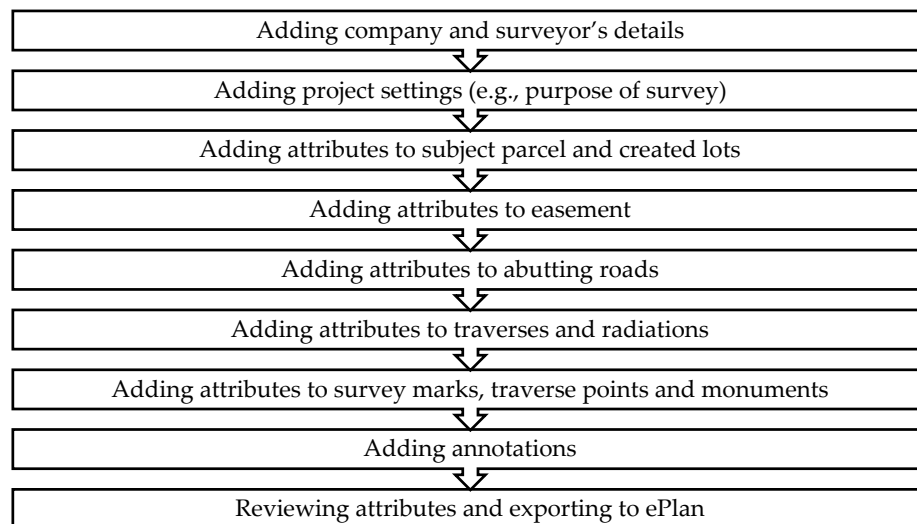 Adding company and surveyor’s details
Adding project settings (e.g., purpose of survey)
Adding attributes to subject parcel and created lots
Adding attributes to easement
Adding attributes to abutting roads
Adding attributes to traverses and radiations
Adding attributes to survey marks, traverse points and monuments
Adding annotations
Reviewing attributes and exporting to ePlan